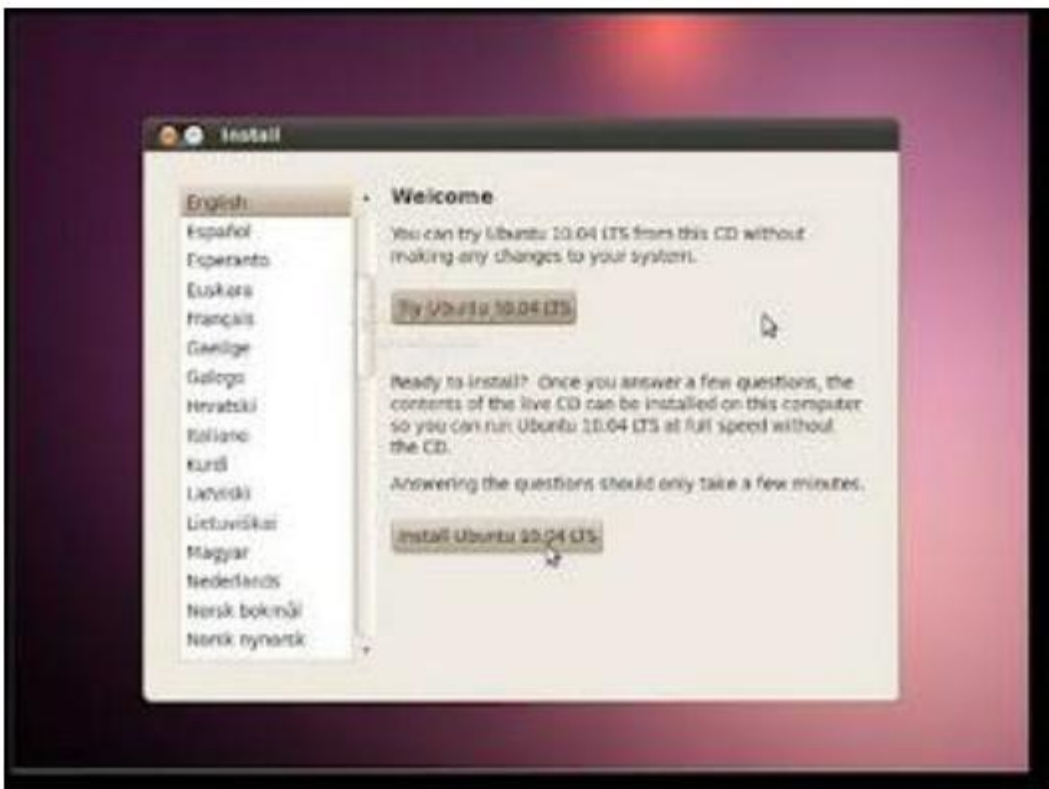 Install
English
Español
Esperanto
Euskara
Français
Gaeilge
Galego
Hrvatski
Italiano
Kurdî
Latviski
Lietuviškai
Magyar
Nederlands
Norsk bokmål
Norsk nynorsk
Welcome
You can try Ubuntu 10.04 LTS from this CD without
making any changes to your system.
Try Ubuntu 10.04 LTS
Ready to install? Once you answer a few questions, the
contents of the live CD can be installed on this computer
so you can run Ubuntu 10.04 LTS at full speed without
the CD.
Answering the questions should only take a few minutes.
Install Ubuntu 10.04 LTS